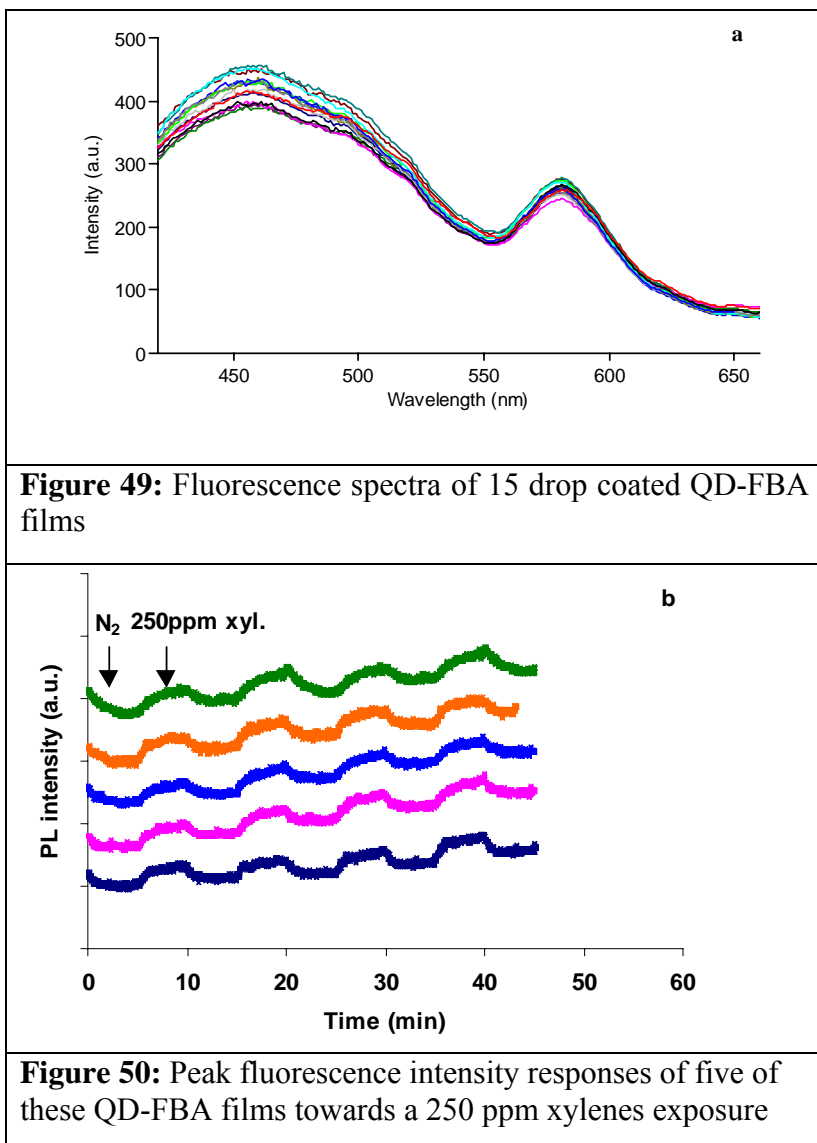 a
500
400
300
200
100
0
Intensity (a.u.)
450 500 550 600 650
Wavelength (nm)
Figure 49: Fluorescence spectra of 15 drop coated QD-FBA
films
b
N2 250ppm xyl.
PL intensity (a.u.)
0 10 20 30 40 50 60
Time (min)
Figure 50: Peak fluorescence intensity responses of five of
these QD-FBA films towards a 250 ppm xylenes exposure